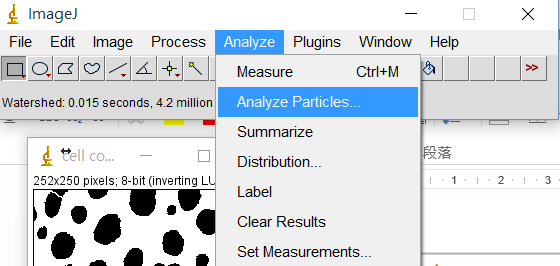 ImageJ
File Edit Image Process Analyze Plugins Window Help
>>
Watershed: 0.015 seconds, 4.2 million
Measure Ctrl+M
Analyze Particles...
Summarize
Distribution...
Label
Clear Results
Set Measurements...
段落
cell co...
252x250 pixels; 8-bit (inverting LU
1 2 3